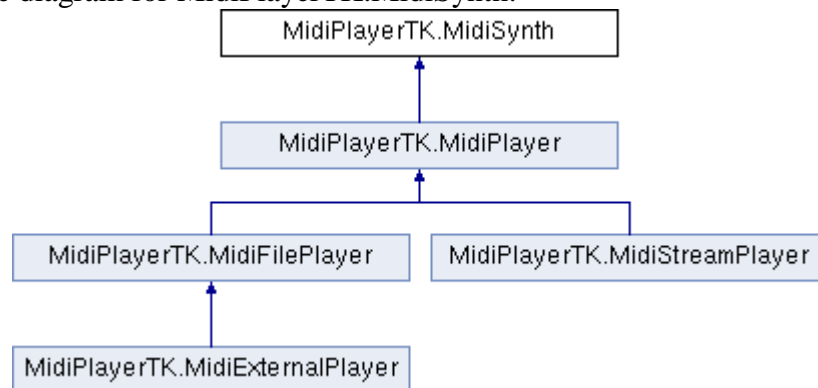 diagram for MidiPlayerTK.MidiSynth:
MidiPlayerTK.MidiSynth
MidiPlayerTK.MidiPlayer
MidiPlayerTK.MidiFilePlayer MidiPlayerTK.MidiStreamPlayer
MidiPlayerTK.MidiExternalPlayer